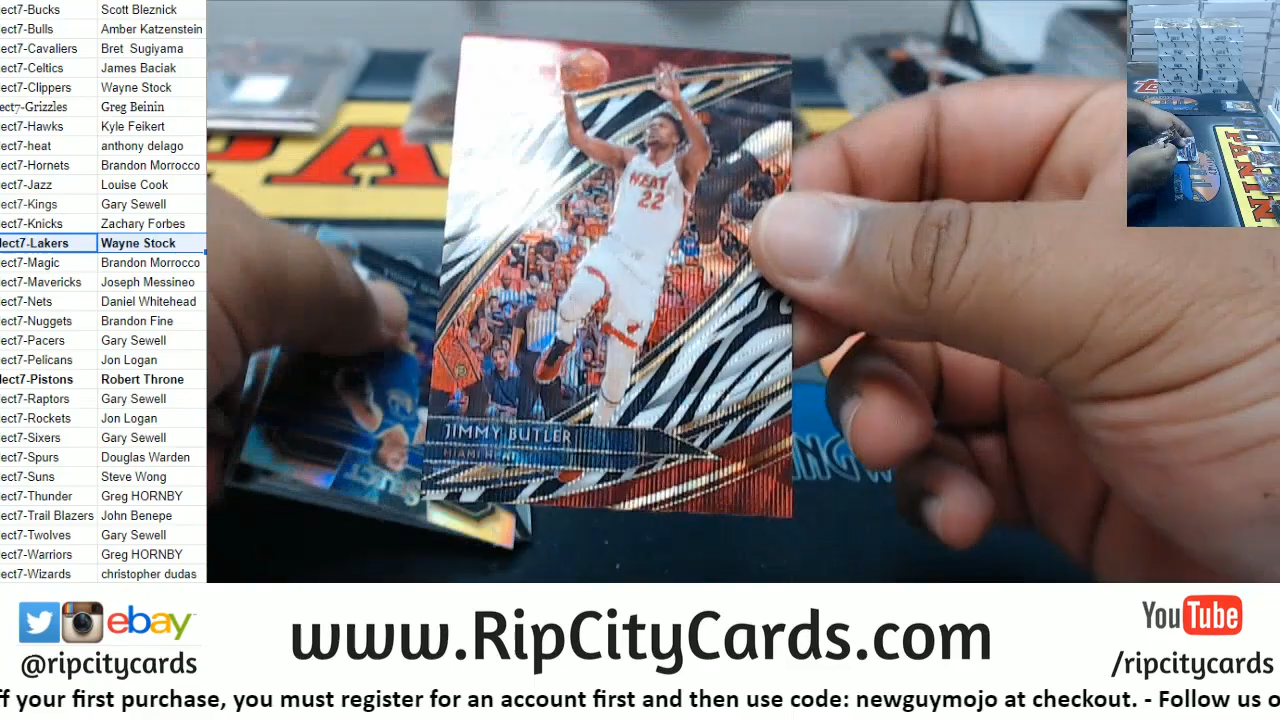 ect7-Bucks Scott Bleznick
ect7-Bulls Amber Katzenstein
ect7-Cavaliers Bret Sugiyama
ect7-Celtics James Baciak
ect7-Clippers Wayne Stock
ect7-Grizzles Greg Beinin
ect7-Hawks Kyle Feikert
ect7-heat anthony delago
ect7-Hornets Brandon Morrocco
ect7-Jazz Louise Cook
ect7-Kings Gary Sewell
ect7-Knicks Zachary Forbes
lect7-Lakers Wayne Stock
ect7-Magic Brandon Morrocco
ect7-Mavericks Joseph Messineo
lect7-Nets Daniel Whitehead
ect7-Nuggets Brandon Fine
ect7-Pacers Gary Sewell
ect7-Pelicans Jon Logan
lect7-Pistons Robert Throne
ect7-Raptors Gary Sewell
ect7-Rockets Jon Logan
ect7-Sixers Gary Sewell
ect7-Spurs Douglas Warden
ect7-Suns Steve Wong
ect7-Thunder Greg HORNBY
ect7-Trail Blazers John Benepe
ect7-Twolves Gary Sewell
ect7-Warriors Greg HORNBY
ect7-Wizards christopher dudas
PA
HEAT
22
JIMMY BUTLER
MIAMI
PANIN
ebay
@ripcitycards
www.RipCityCards.com
YouTube
/ripcitycards
ff your first purchase, you must register for an account first and then use code: newguymojo at checkout. - Follow us o